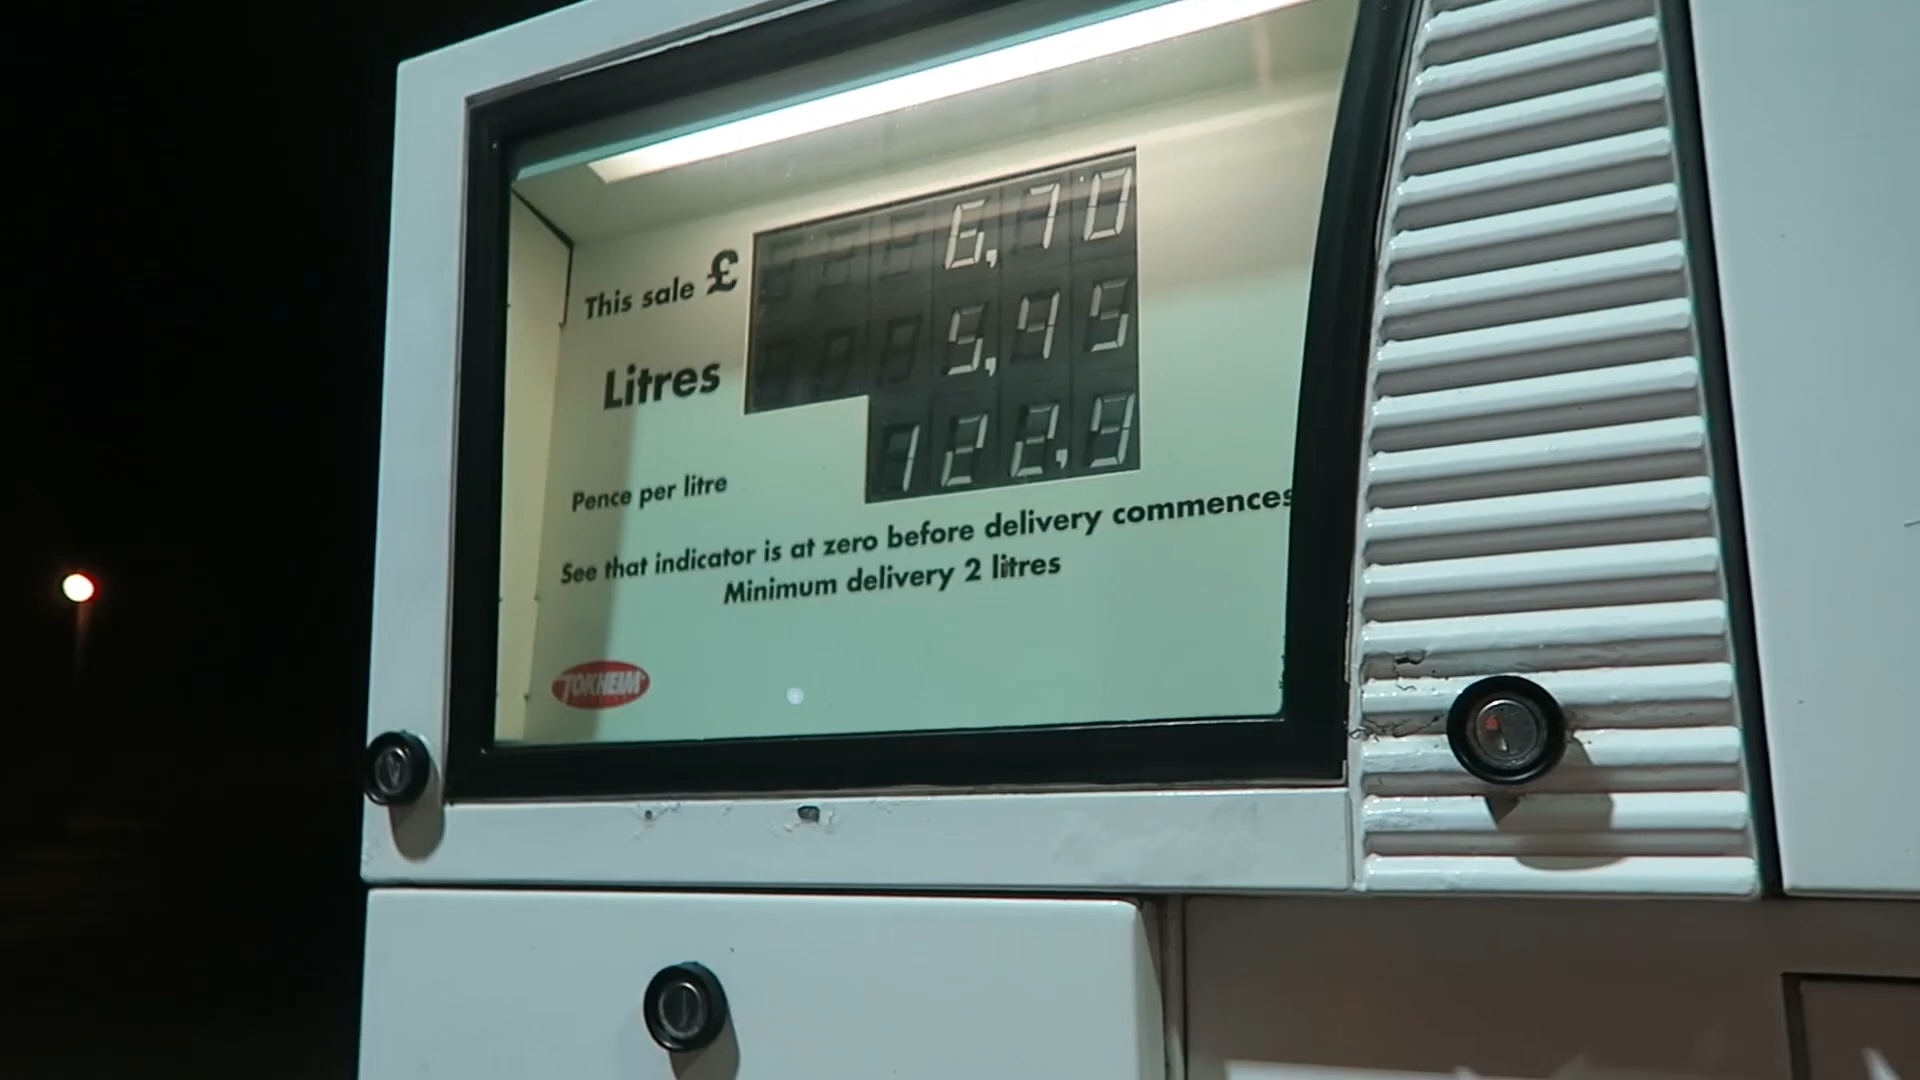 This sale £ 6,70
Litres 5,45
Pence per litre 122,9
See that indicator is at zero before delivery commences
Minimum delivery 2 litres
TOKHEIM